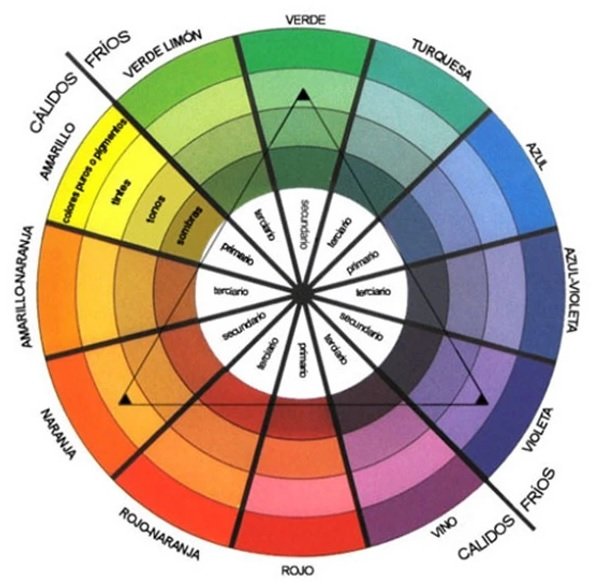 VERDE
TURQUESA
AZUL
AZUL-VIOLETA
VIOLETA
FRÍOS
CALIDOS
VINO
ROJO
ROJO-NARANJA
NARANJA
AMARILLO-NARANJA
AMARILLO
CÁLIDOS
FRÍOS
VERDE LIMÓN
colores puros o pigmentos
tintes
tonos
sombras
secundario
terciario
primario
terciario
secundario
terciario
primario
terciario
secundario
terciario
primario
terciario